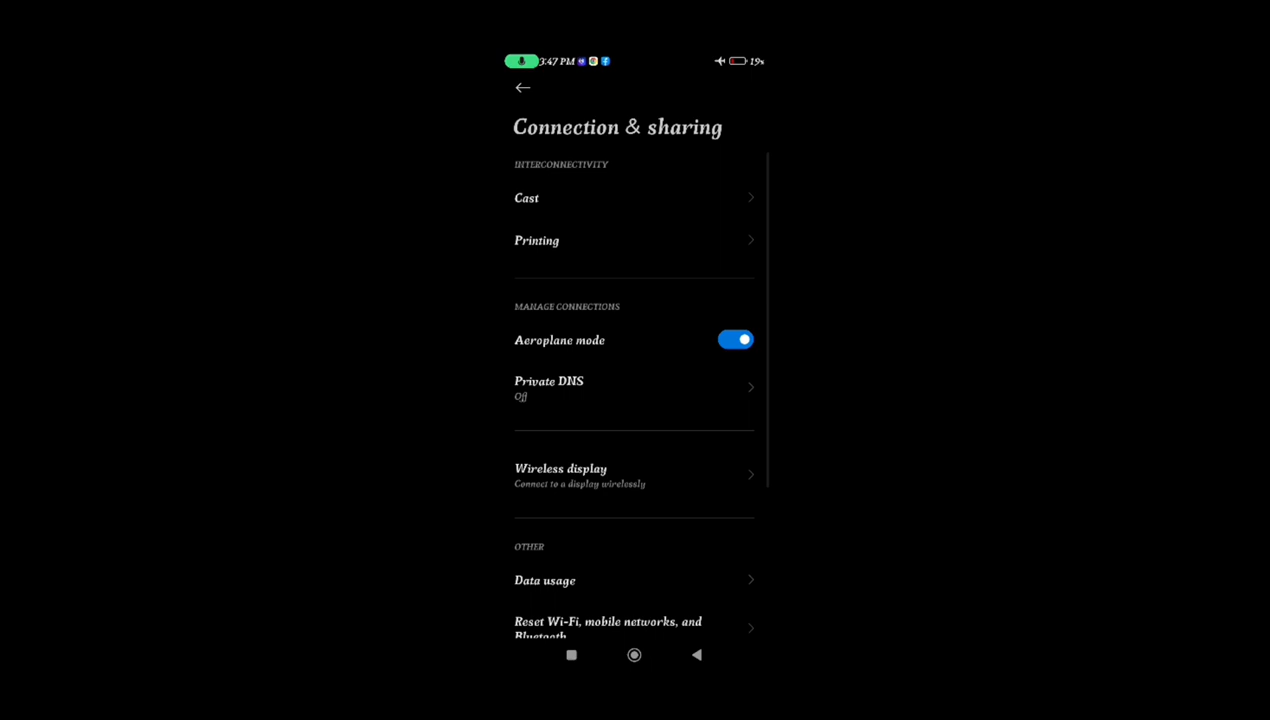 3:47 PM 19%
Connection & sharing
INTERCONNECTIVITY
Cast
Printing
MANAGE CONNECTIONS
Aeroplane mode
Private DNS
Off
Wireless display
Connect to a display wirelessly
OTHER
Data usage
Reset Wi-Fi, mobile networks, and
Bluetooth